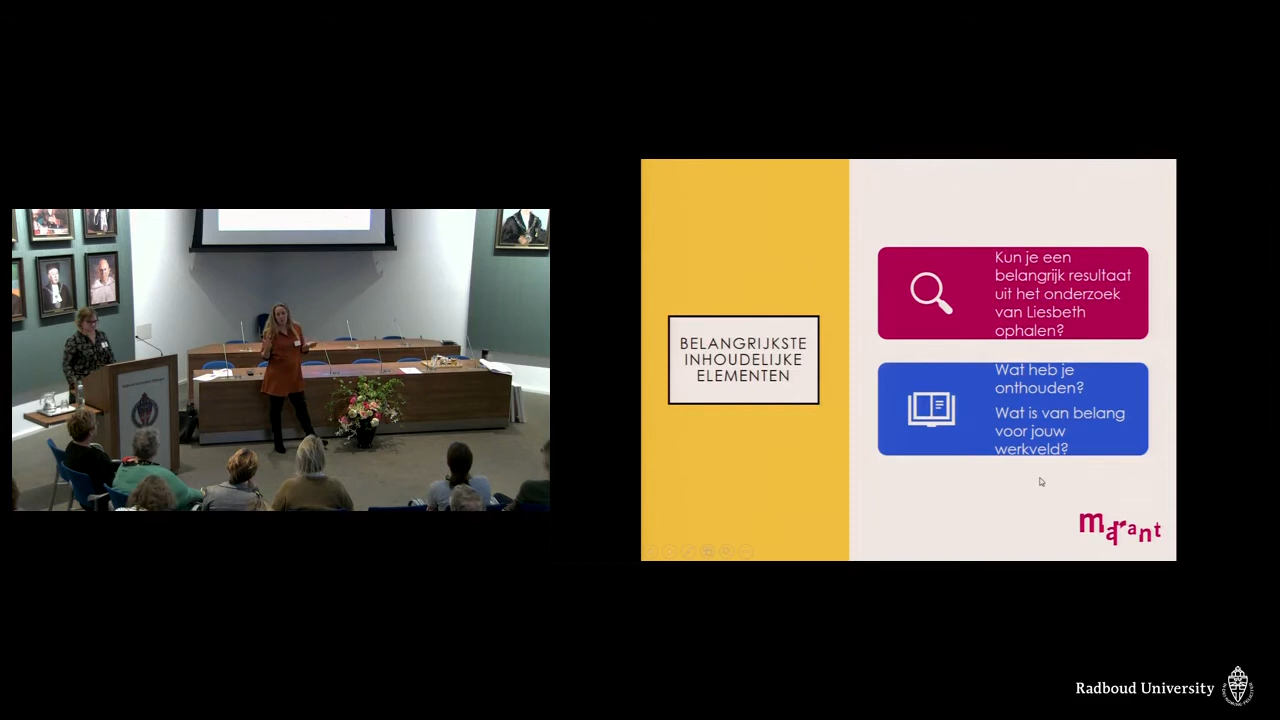 BELANGRIJKSTE
INHOUDELIJKE
ELEMENTEN
Kun je een
belangrijk resultaat
uit het onderzoek
van Liesbeth
ophalen?
Wat heb je
onthouden?
Wat is van belang
voor jouw
werkveld?
marant
Radboud University